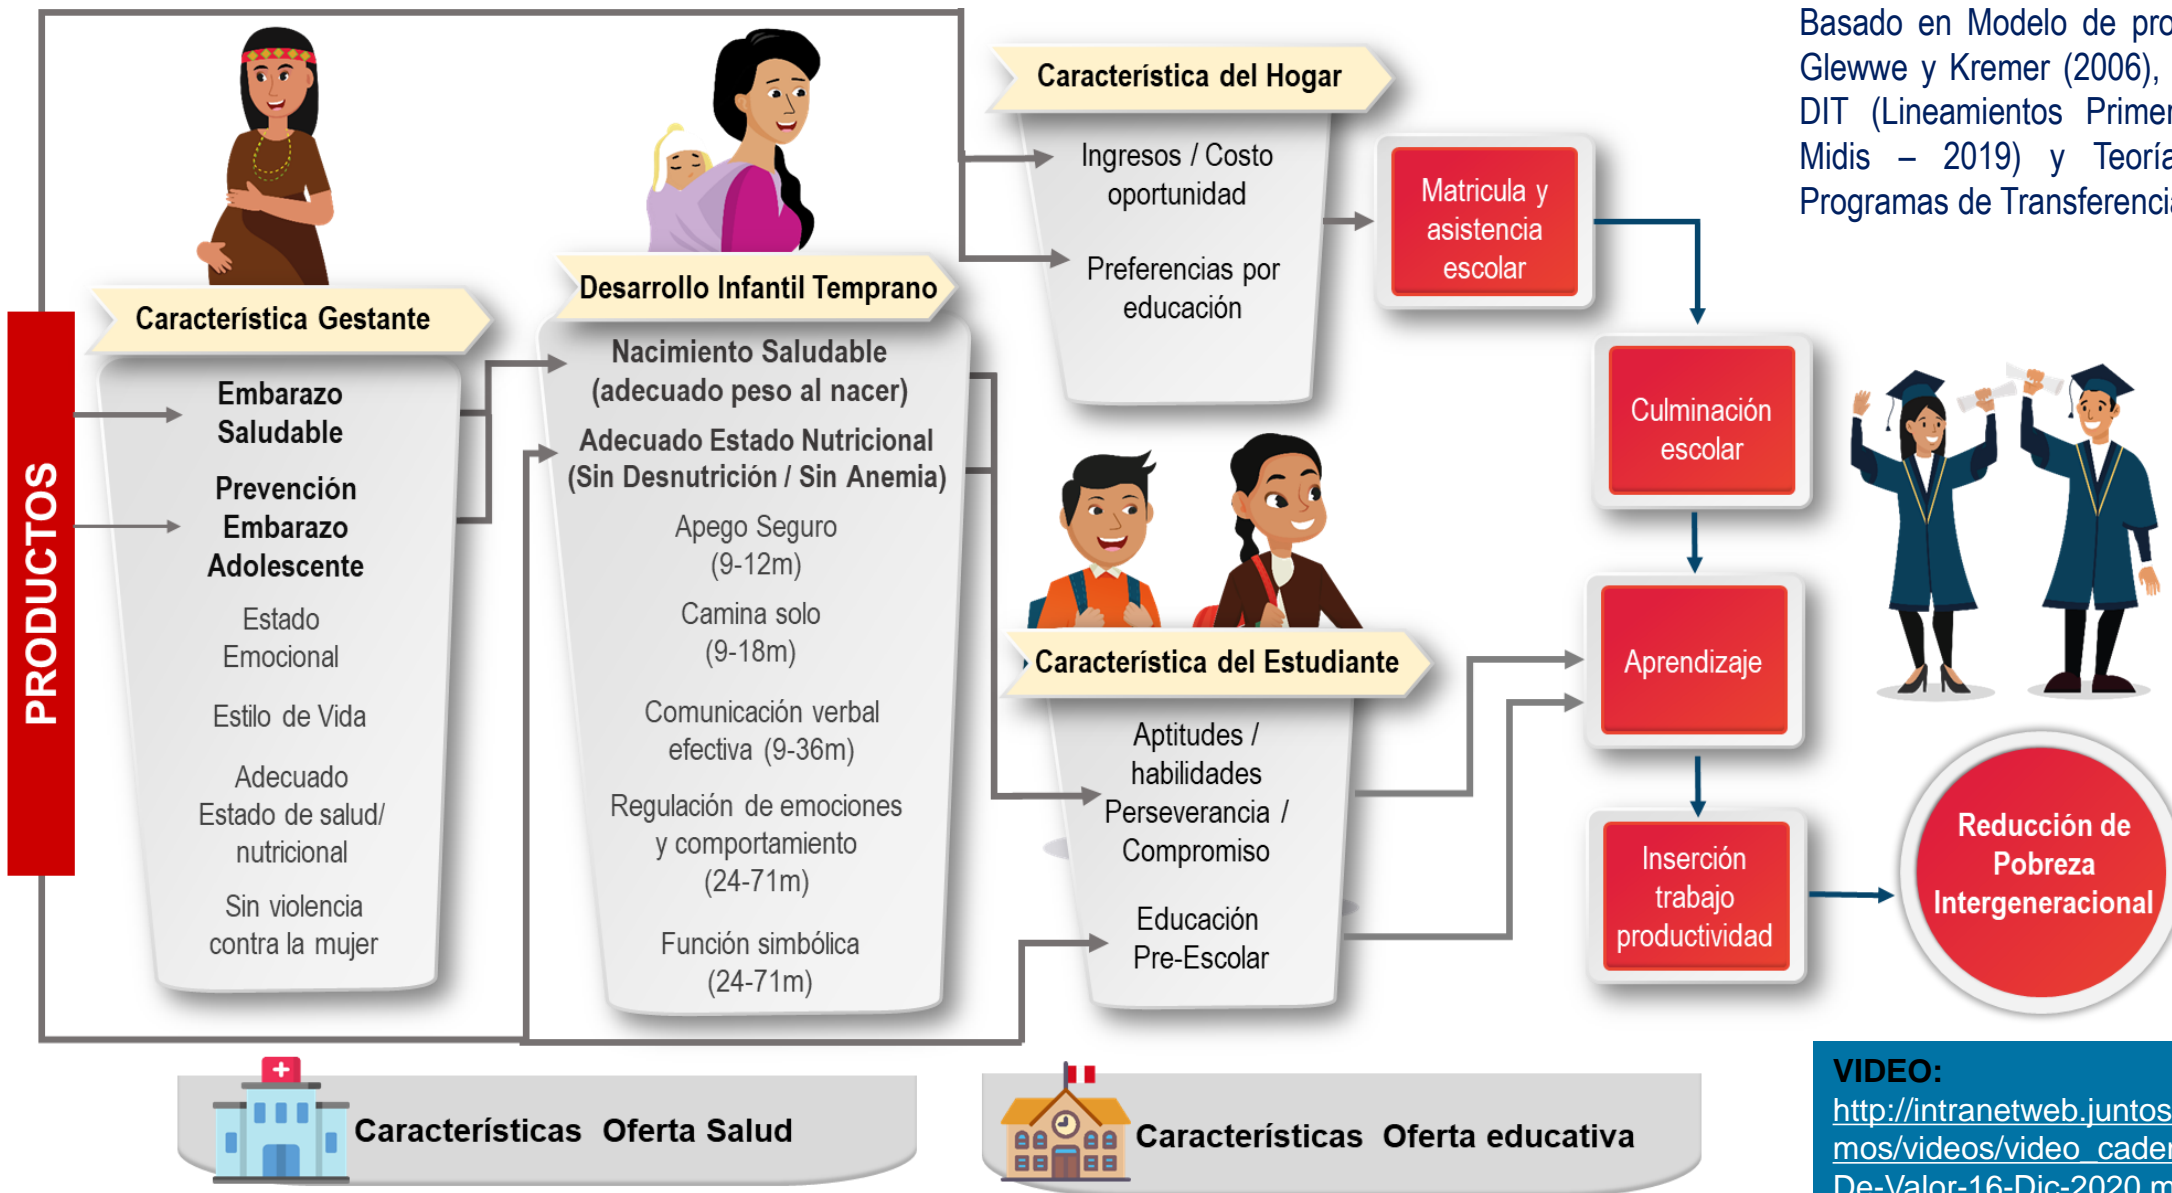 PRODUCTOS
Característica Gestante
Embarazo
Saludable
Prevención
Embarazo
Adolescente
Estado
Emocional
Estilo de Vida
Adecuado
Estado de salud/
nutricional
Sin violencia
contra la mujer
Desarrollo Infantil Temprano
Nacimiento Saludable
(adecuado peso al nacer)
Adecuado Estado Nutricional
(Sin Desnutrición / Sin Anemia)
Apego Seguro
(9-12m)
Camina solo
(9-18m)
Comunicación verbal
efectiva (9-36m)
Regulación de emociones
y comportamiento
(24-71m)
Función simbólica
(24-71m)
Característica del Hogar
Ingresos / Costo
oportunidad
Preferencias por
educación
Característica del Estudiante
Aptitudes /
habilidades
Perseverancia /
Compromiso
Educación
Pre-Escolar
Matricula y
asistencia
escolar
Culminación
escolar
Aprendizaje
Inserción
trabajo
productividad
Reducción de
Pobreza
Intergeneracional
Basado en Modelo de
Glewwe y Kremer (2006),
DIT (Lineamientos
Midis – 2019) y Teoría
Programas de
Características Oferta Salud
Características Oferta educativa
VIDEO:
http://intranetweb.juntos
mos/videos/video_cade
De-Valor-16-Dic-2020.m